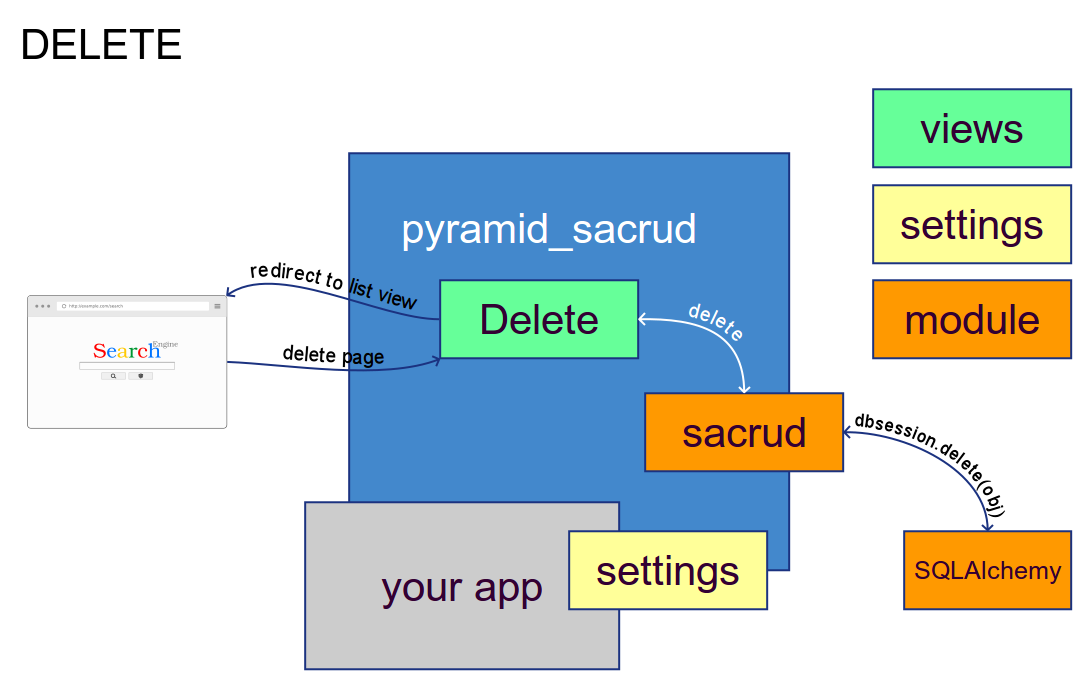 DELETE
views
settings
module
pyramid_sacrud
redirect to list view
Delete
delete
delete page
http://example.com/search
Search
Engine
sacrud
dbsession.delete(obj)
your app
settings
SQLAlchemy